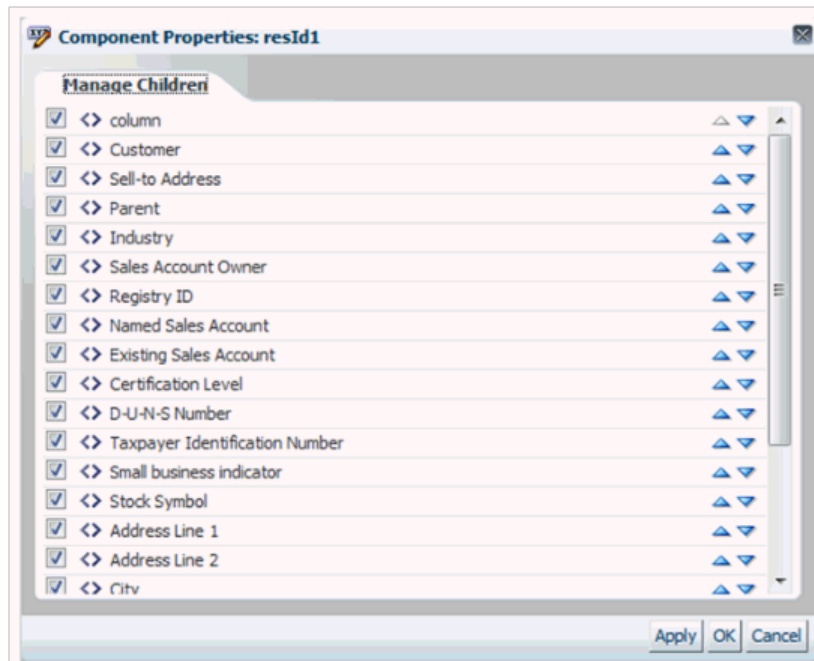 Component Properties: resId1
Manage Children
<> column
<> Customer
<> Sell-to Address
<> Parent
<> Industry
<> Sales Account Owner
<> Registry ID
<> Named Sales Account
<> Existing Sales Account
<> Certification Level
<> D-U-N-S Number
<> Taxpayer Identification Number
<> Small business indicator
<> Stock Symbol
<> Address Line 1
<> Address Line 2
<> City
Apply OK Cancel